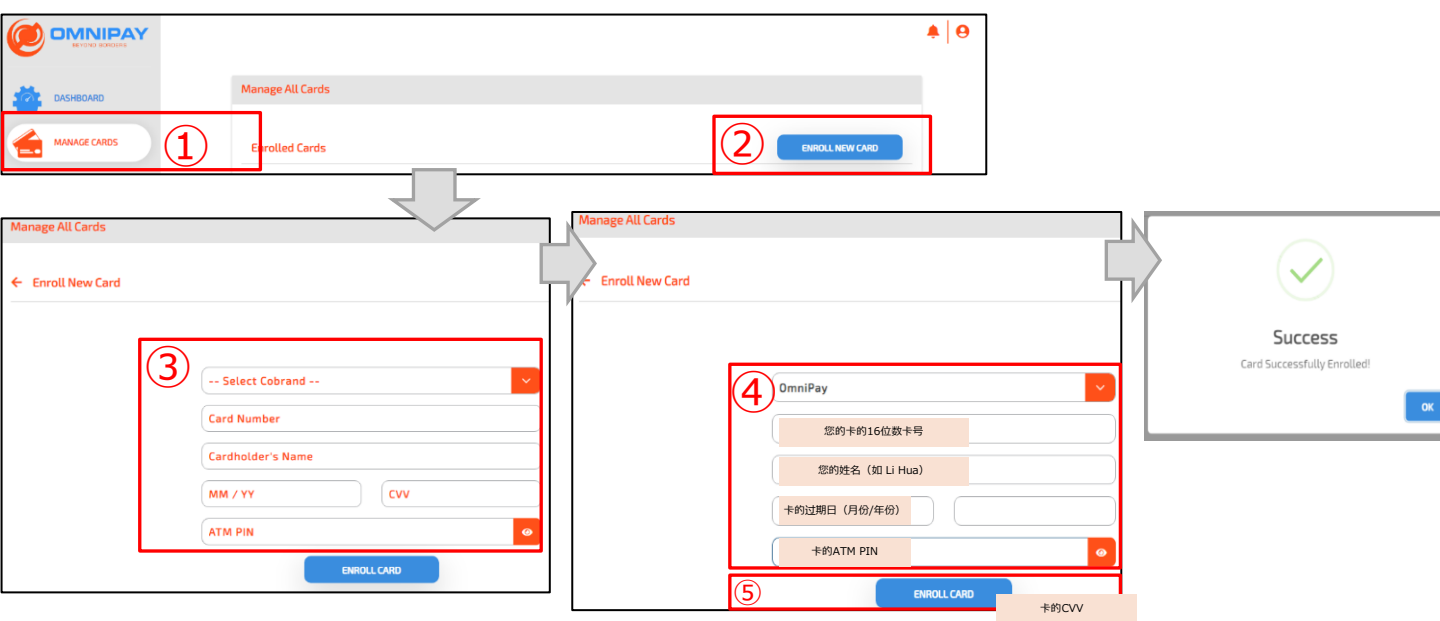 OMNIPAY
BEYOND BORDERS
DASHBOARD
MANAGE CARDS
①
Manage All Cards
Enrolled Cards
②
ENROLL NEW CARD
Manage All Cards
← Enroll New Card
③
-- Select Cobrand --
Card Number
Cardholder's Name
MM / YY
CVV
ATM PIN
ENROLL CARD
Manage All Cards
← Enroll New Card
④
OmniPay
您的卡的16位数卡号
您的姓名（如 Li Hua）
卡的过期日（月份/年份）
卡的ATM PIN
⑤
ENROLL CARD
卡的CVV
Success
Card Successfully Enrolled!
OK